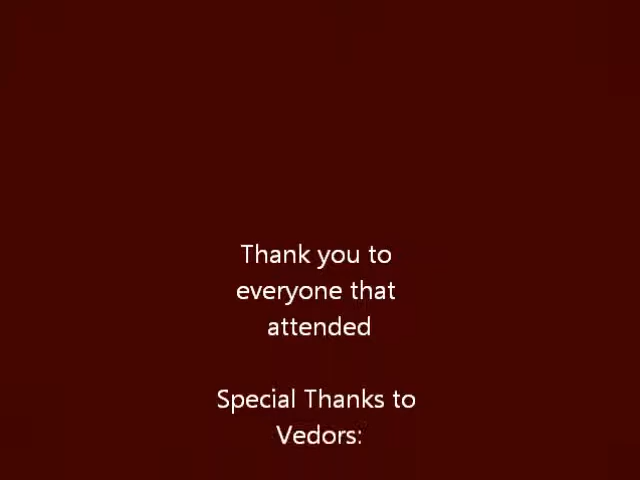 Thank you to
everyone that
attended
Special Thanks to
Vedors: